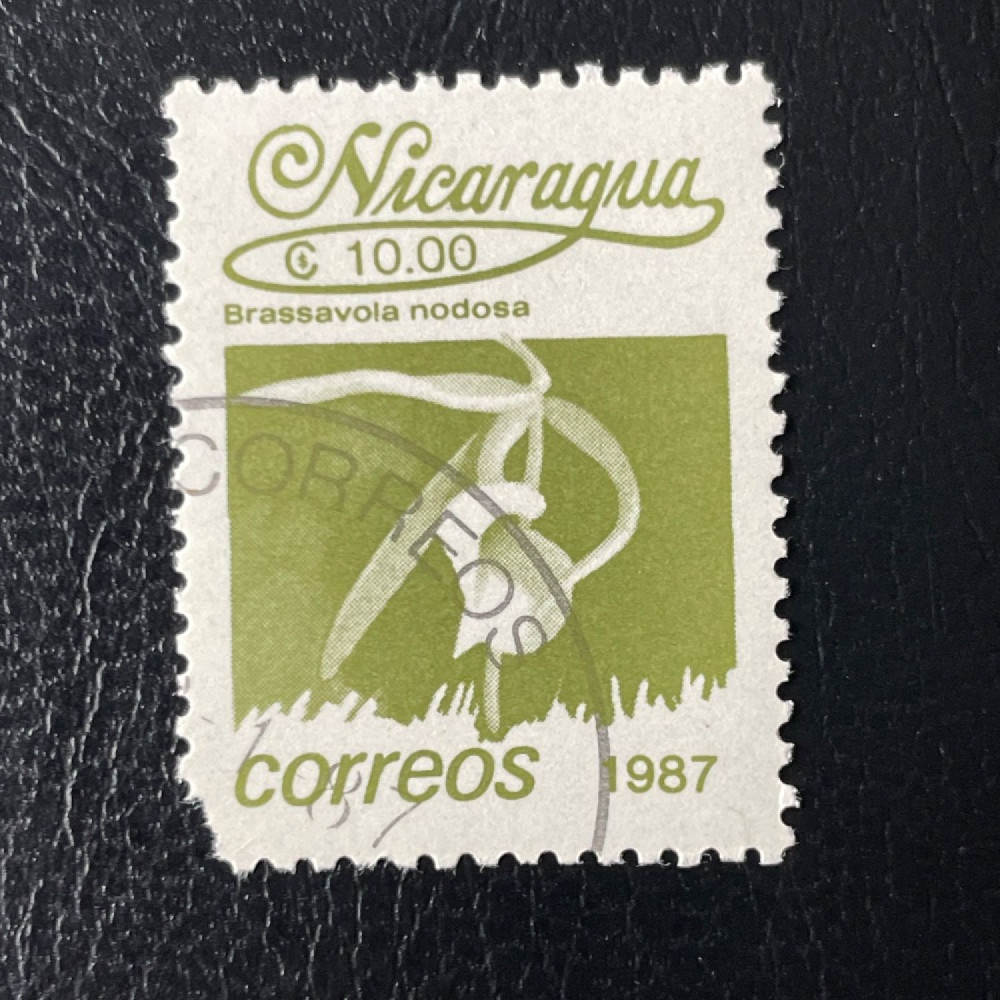 Nicaragua
₡ 10.00
Brassavola nodosa
CORREOS
correos 1987